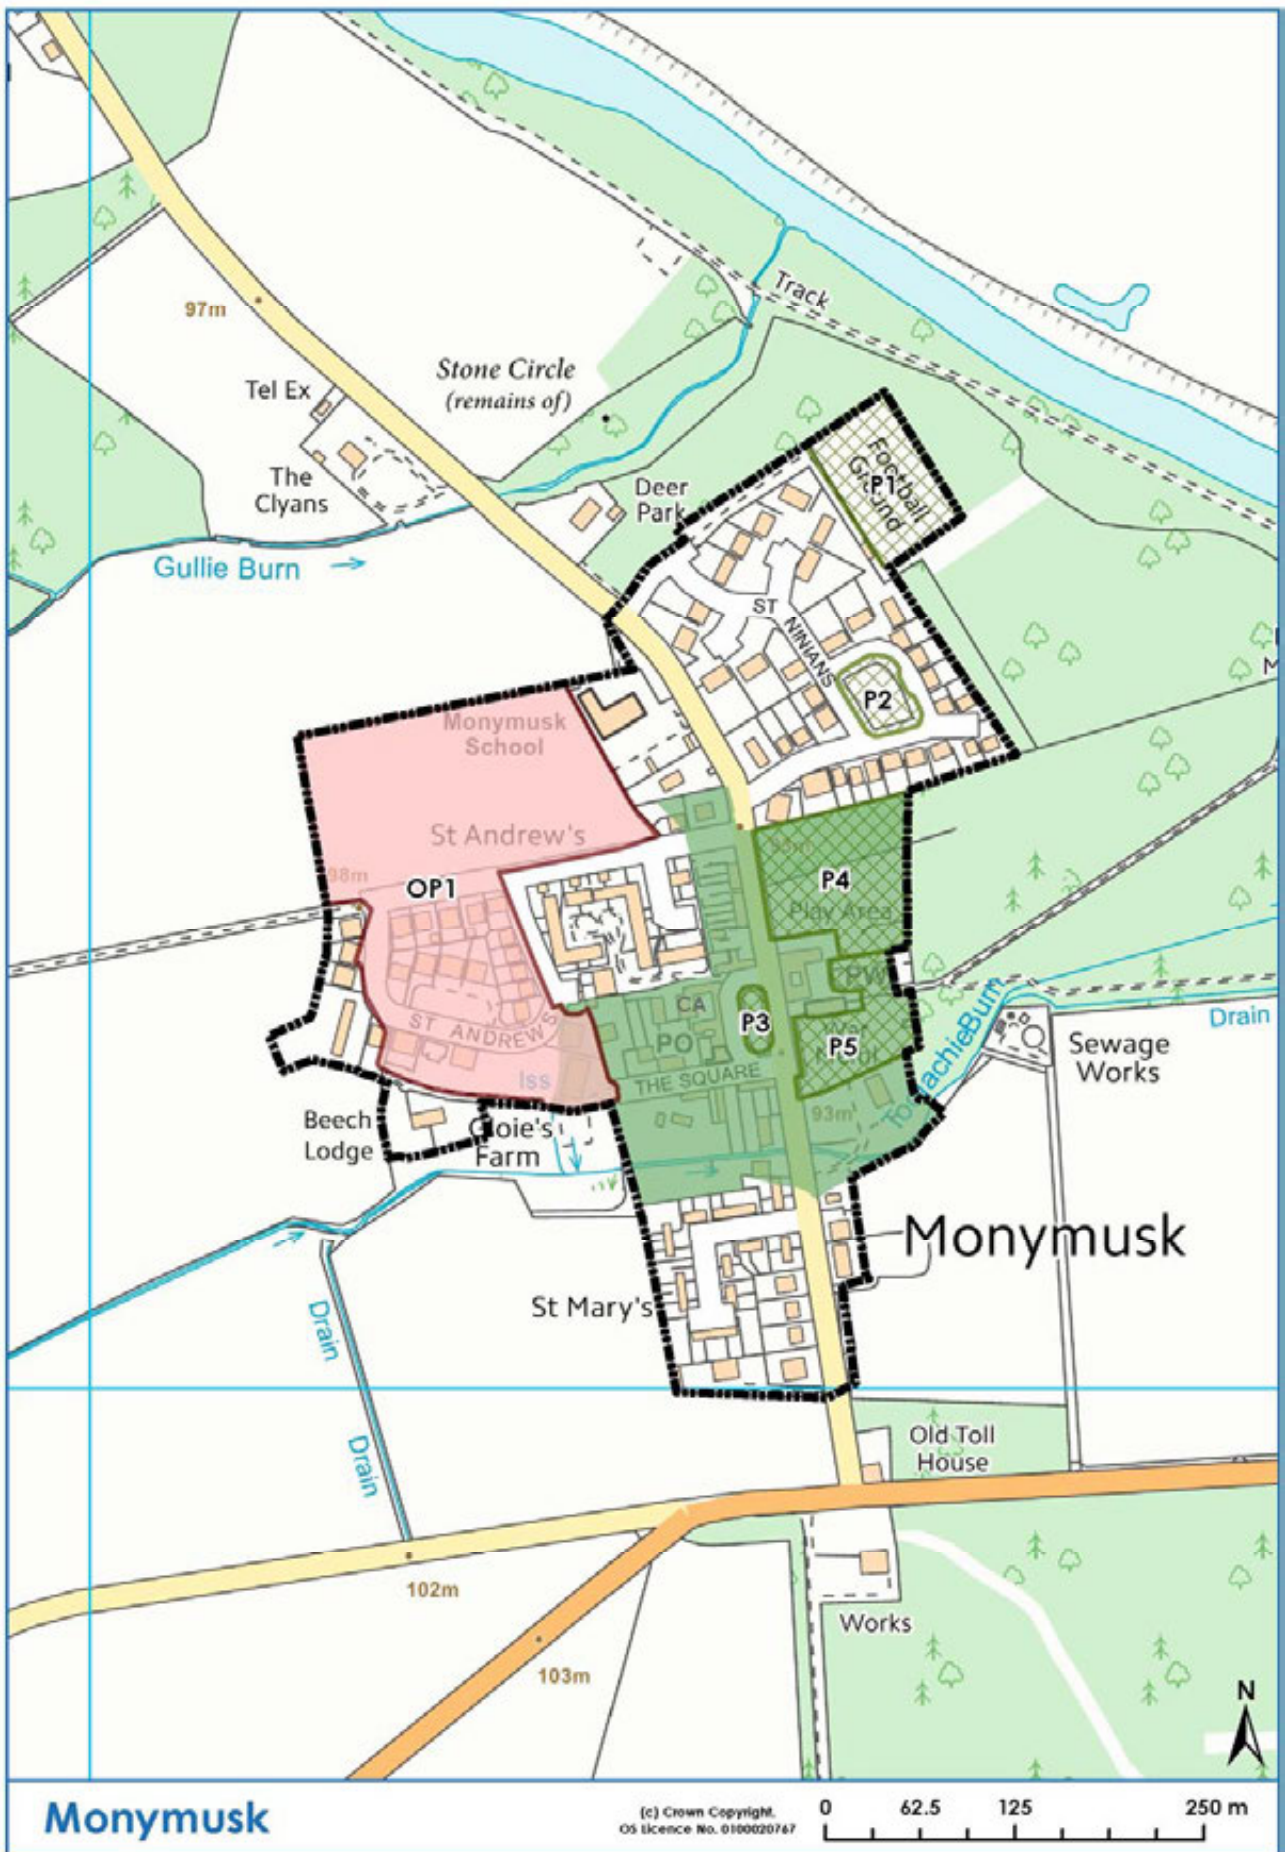 97m
Track
Stone Circle
(remains of)
Tel Ex
The
Clyans
Deer
Park
Football
Ground
P1
Gullie Burn
ST NINIANS
P2
Monymusk
School
St Andrew's
98m
OP1
95m
P4
Play Area
PW
CA
P3
PO
P5
ST ANDREW'S
THE SQUARE
Iss
93m
Drain
Sewage
Works
Beech
Lodge
Cloie's
Farm
Monymusk
St Mary's
Drain
Drain
Old Toll
House
102m
103m
Works
N
Monymusk
(c) Crown Copyright.
OS Licence No. 0100020767
0 62.5 125 250 m